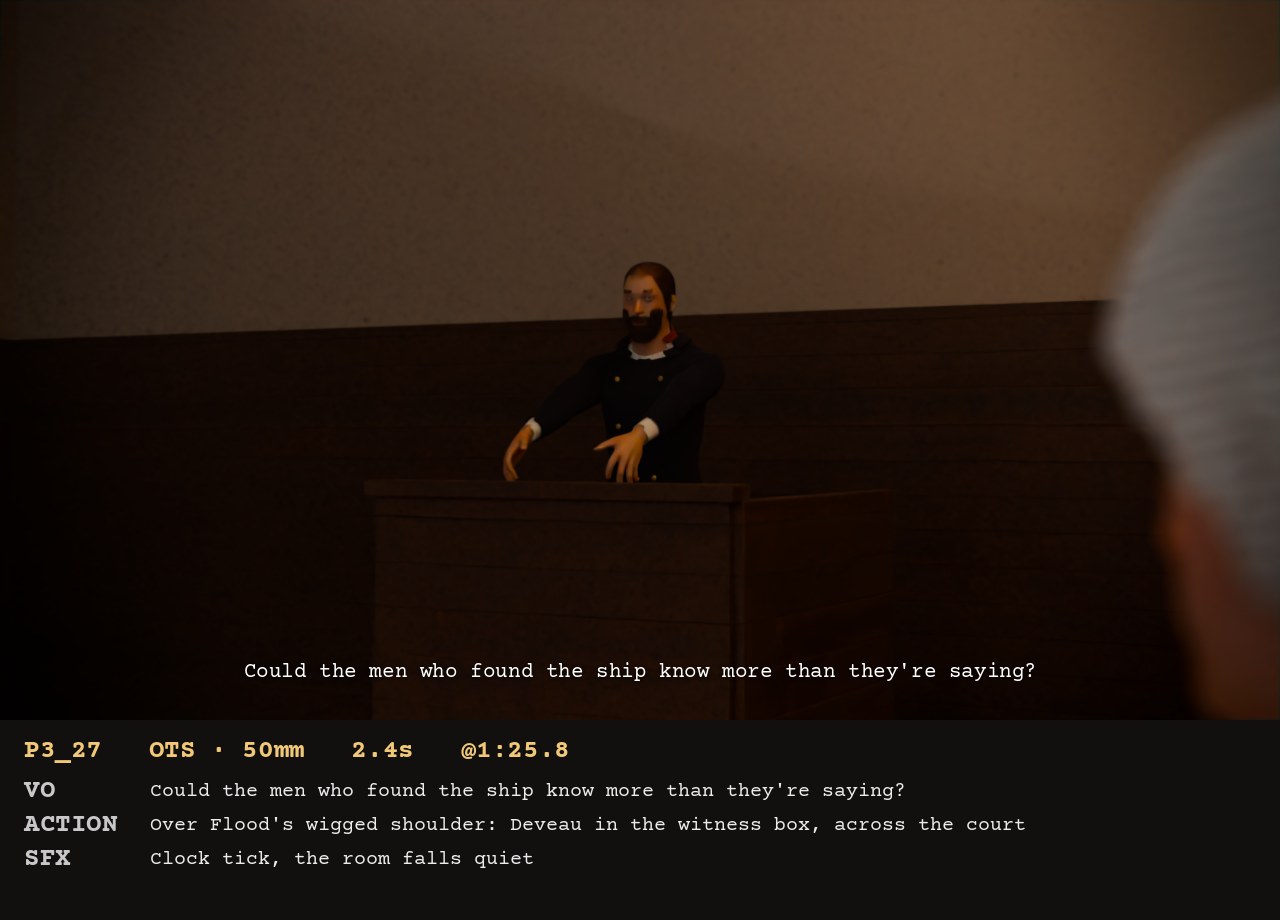 Could the men who found the ship know more than they're saying?
P3_27 OTS · 50mm 2.4s @1:25.8
VO Could the men who found the ship know more than they're saying?
ACTION Over Flood's wigged shoulder: Deveau in the witness box, across the court
SFX Clock tick, the room falls quiet